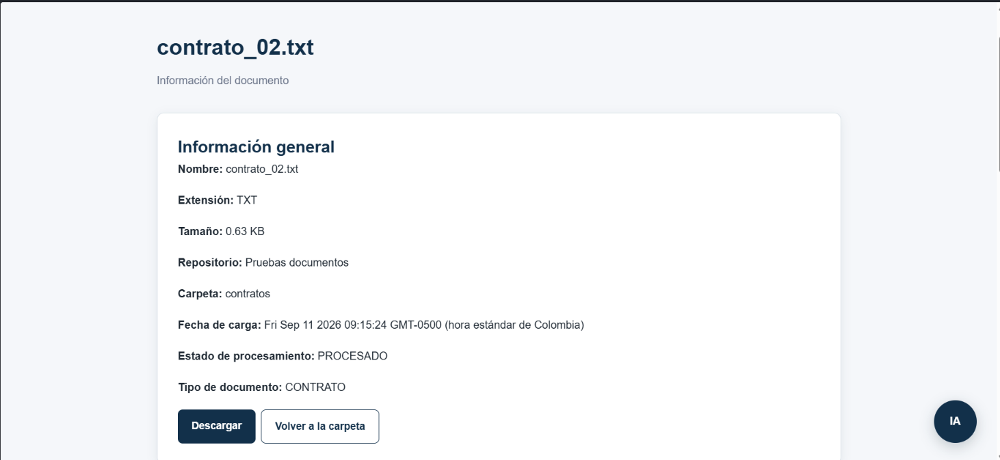 contrato_02.txt
Información del documento
Información general
Nombre: contrato_02.txt
Extensión: TXT
Tamaño: 0.63 KB
Repositorio: Pruebas documentos
Carpeta: contratos
Fecha de carga: Fri Sep 11 2026 09:15:24 GMT-0500 (hora estándar de Colombia)
Estado de procesamiento: PROCESADO
Tipo de documento: CONTRATO
Descargar
Volver a la carpeta
IA